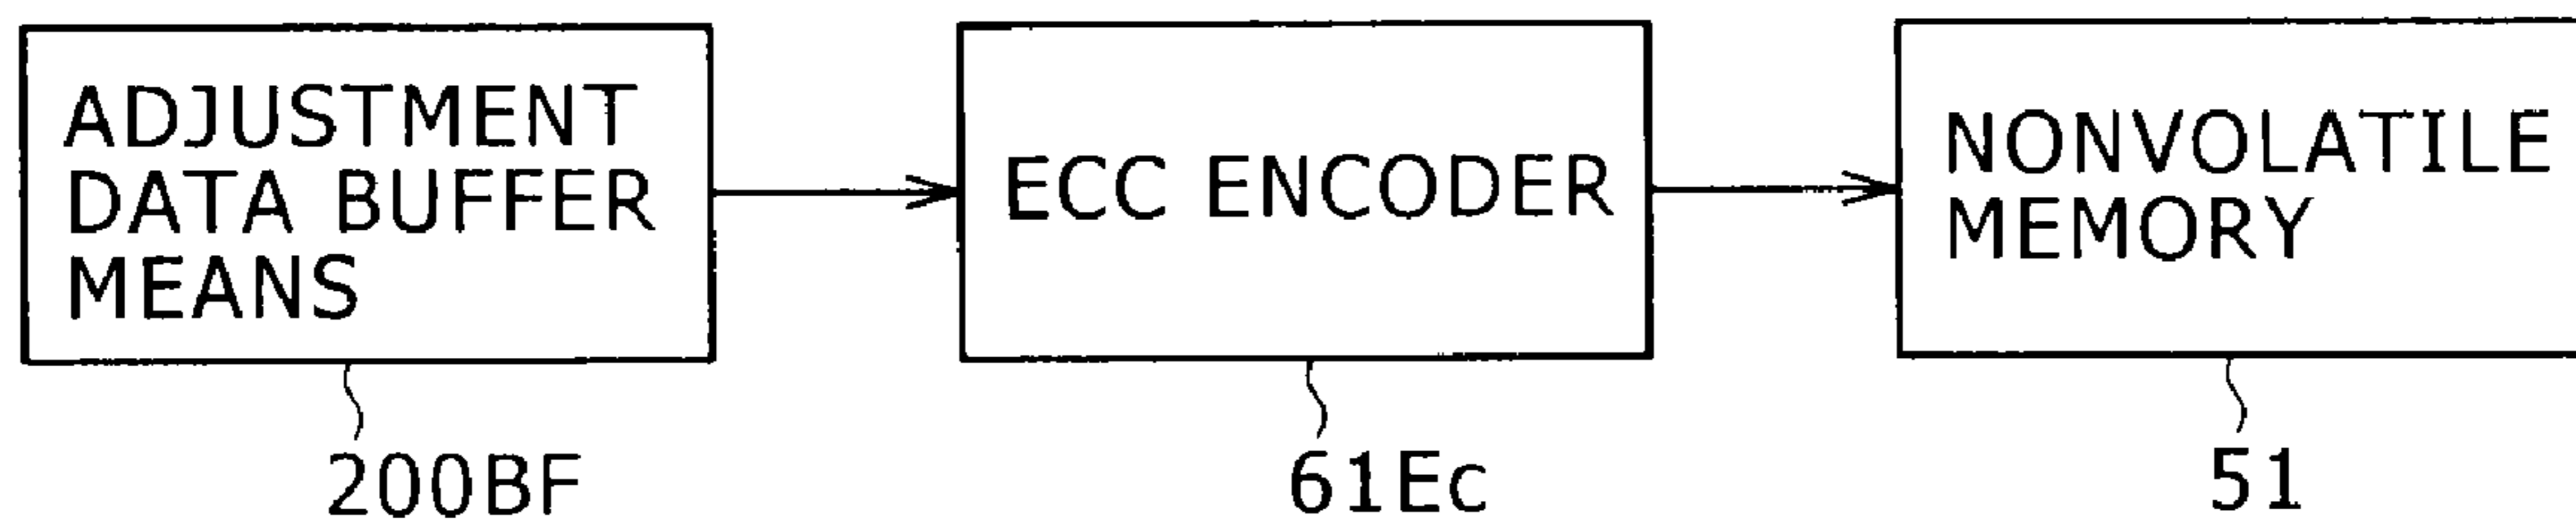 ADJUSTMENT
DATA BUFFER
MEANS
ECC ENCODER
NONVOLATILE
MEMORY
200BF
61Ec
51